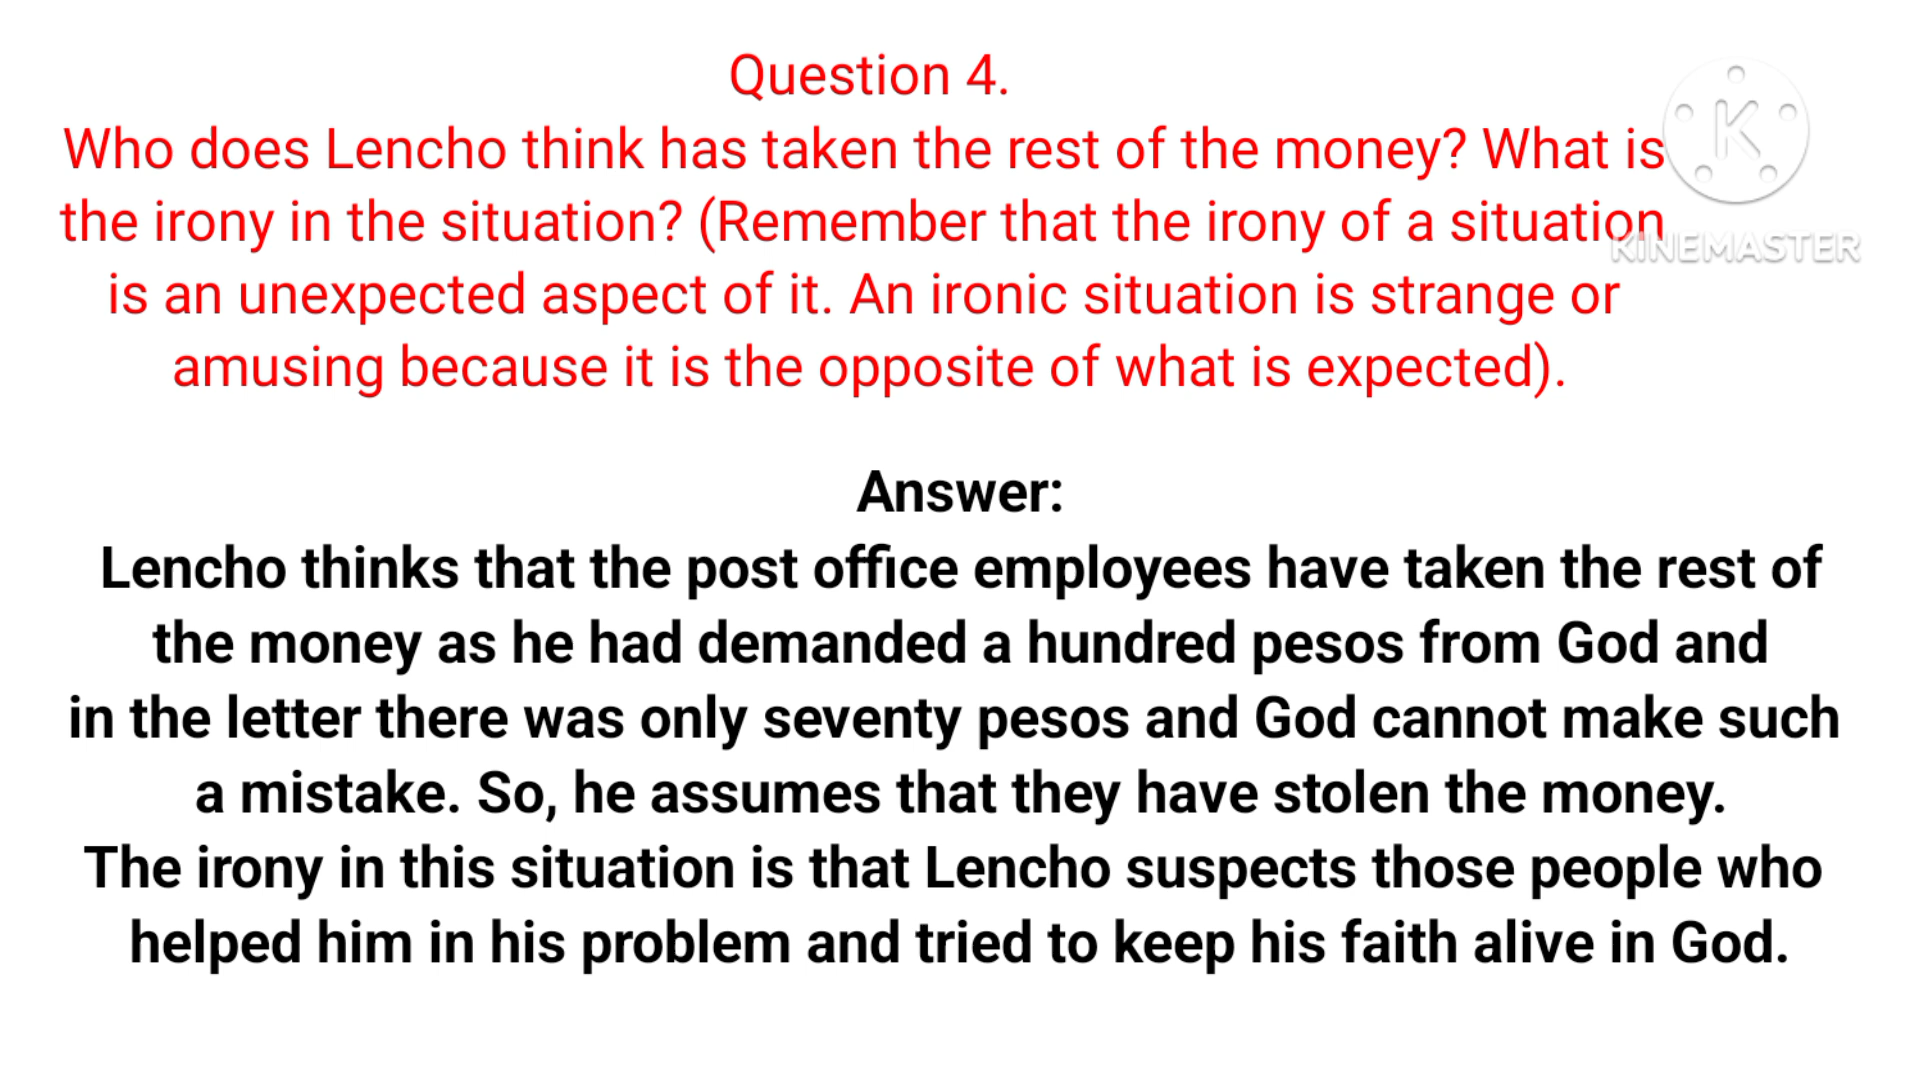 Question 4.
Who does Lencho think has taken the rest of the money? What is
the irony in the situation? (Remember that the irony of a situation
is an unexpected aspect of it. An ironic situation is strange or
amusing because it is the opposite of what is expected).
K
KINEMASTER
Answer:
Lencho thinks that the post office employees have taken the rest of
the money as he had demanded a hundred pesos from God and
in the letter there was only seventy pesos and God cannot make such
a mistake. So, he assumes that they have stolen the money.
The irony in this situation is that Lencho suspects those people who
helped him in his problem and tried to keep his faith alive in God.